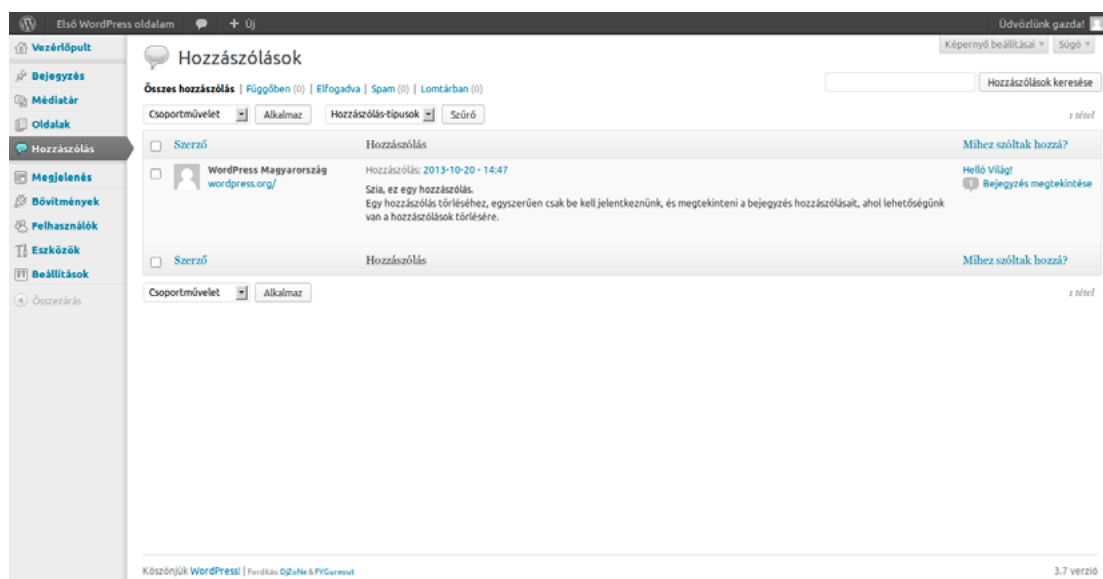 Első WordPress oldalam + Új Üdvözlünk gazda!
Vezérlőpult
Bejegyzés
Médiatár
Oldalak
Hozzászólás
Megjelenés
Bővítmények
Felhasználók
Eszközök
Beállítások
Összezárás
Képernyő beállításai Súgó
Hozzászólások
Összes hozzászólás | Függőben (0) | Elfogadva | Spam (0) | Lomtárban (0)
Hozzászólások keresése
Csoportművelet Alkalmaz Hozzászólás-típusok Szűrő 1 tétel
Szerző Hozzászólás Mihez szóltak hozzá?
WordPress Magyarország Hozzászólás: 2013-10-20 - 14:47 Helló Világ!
wordpress.org/ Szia, ez egy hozzászólás. 1 Bejegyzés megtekintése
Egy hozzászólás törléséhez, egyszerűen csak be kell jelentkeznünk, és megtekinteni a bejegyzés hozzászólásait, ahol lehetőségünk
van a hozzászólások törlésére.
Szerző Hozzászólás Mihez szóltak hozzá?
Csoportművelet Alkalmaz 1 tétel
Köszönjük WordPress! | Fordítás: DjZoNe & FYGureout 3.7 verzió